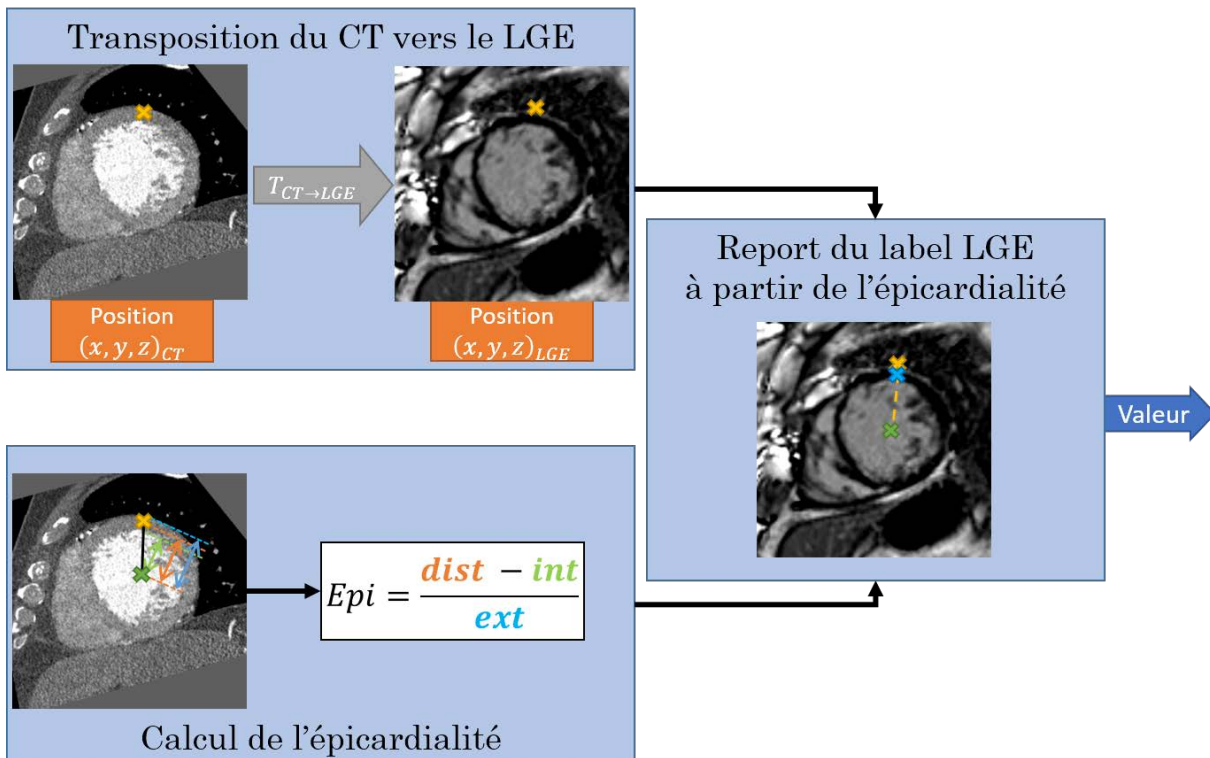 Transposition du CT vers le LGE
T_{CT→LGE}
Position
(x, y, z)_{CT}
Position
(x, y, z)_{LGE}
Report du label LGE
à partir de l'épicardialité
Valeur
Epi = \frac{dist - int}{ext}
Calcul de l'épicardialité